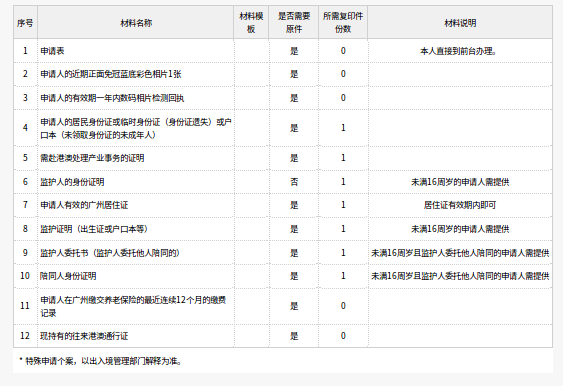 序号 材料名称 材料模板 是否需要原件 所需复印件份数 材料说明
1 申请表 是 0 本人直接到前台办理。
2 申请人的近期正面免冠蓝底彩色相片1张 是 0
3 申请人的有效期一年内数码相片检测回执 是 0
4 申请人的居民身份证或临时身份证（身份证遗失）或户
口本（未领取身份证的未成年人） 是 1
5 需赴港澳处理产业事务的证明 是 1
6 监护人的身份证明 否 1 未满16周岁的申请人需提供
7 申请人有效的广州居住证 是 1 居住证有效期内即可
8 监护证明（出生证或户口本等） 是 1 未满16周岁的申请人需提供
9 监护人委托书（监护人委托他人陪同的） 是 1 未满16周岁且监护人委托他人陪同的申请人需提供
10 陪同人身份证明 是 1 未满16周岁且监护人委托他人陪同的申请人需提供
11 申请人在广州缴交养老保险的最近连续12个月的缴费
记录 是 0
12 现持有的往来港澳通行证 是 0
* 特殊申请个案，以出入境管理部门解释为准。